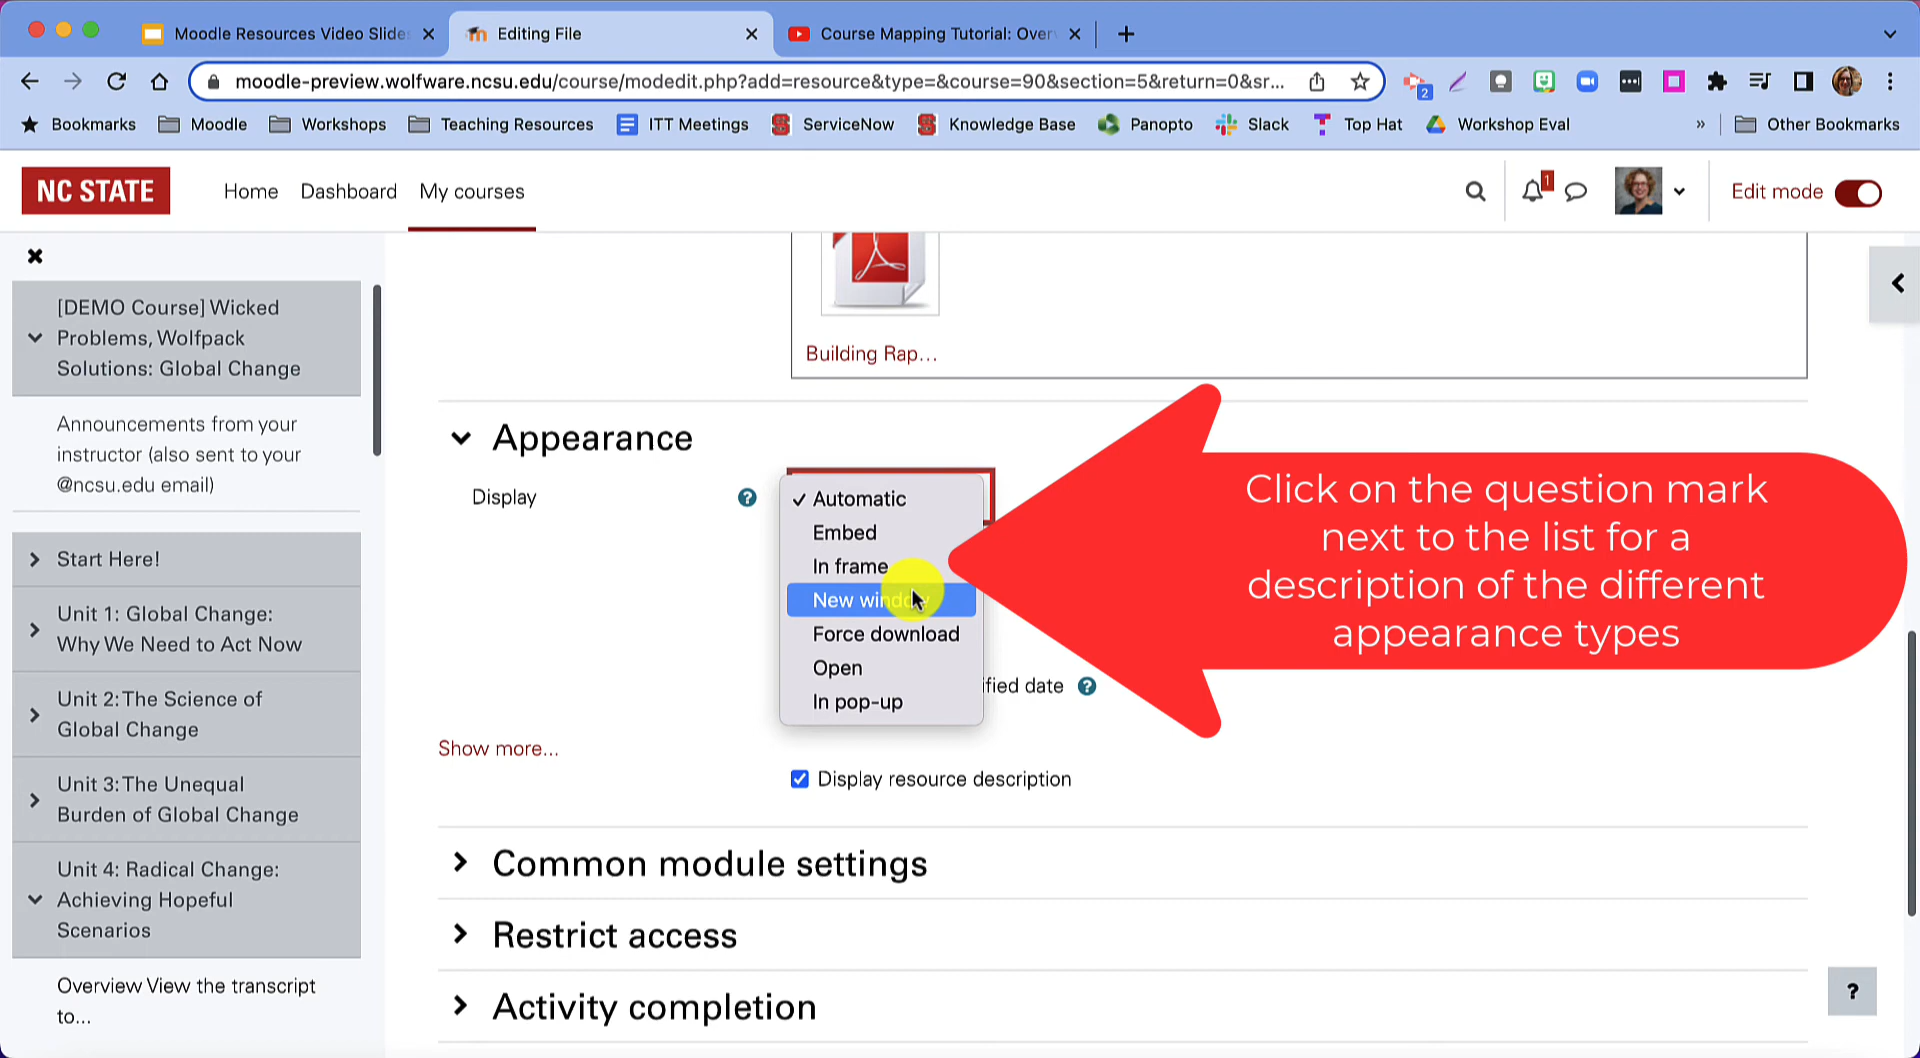 Moodle Resources Video Slide
Editing File
Course Mapping Tutorial: Over
moodle-preview.wolfware.ncsu.edu/course/modedit.php?add=resource&type=&course=90&section=5&return=0&sr...
2
Bookmarks
Moodle
Workshops
Teaching Resources
ITT Meetings
ServiceNow
Knowledge Base
Panopto
Slack
Top Hat
Workshop Eval
»
Other Bookmarks
NC STATE
Home
Dashboard
My courses
1
Edit mode
[DEMO Course] Wicked
Problems, Wolfpack
Solutions: Global Change
Announcements from your
instructor (also sent to your
@ncsu.edu email)
Start Here!
Unit 1: Global Change:
Why We Need to Act Now
Unit 2: The Science of
Global Change
Unit 3: The Unequal
Burden of Global Change
Unit 4: Radical Change:
Achieving Hopeful
Scenarios
Overview View the transcript
to...
Building Rap...
Appearance
Display
?
Automatic
Embed
In frame
New window
Force download
Open
In pop-up
ified date
?
Show more...
Display resource description
Common module settings
Restrict access
Activity completion
?
Click on the question mark
next to the list for a
description of the different
appearance types